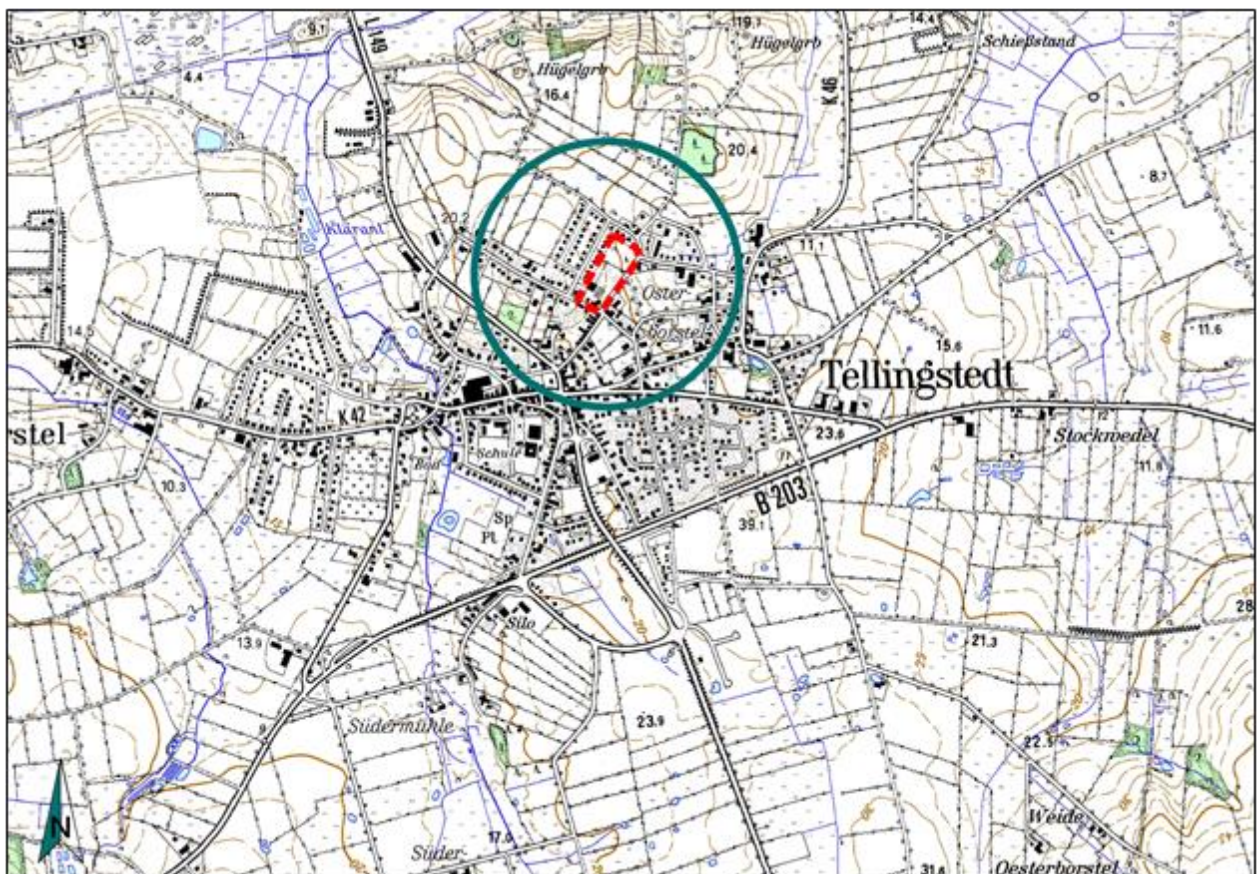 L 149
9.1
19.7
14.4
Hügelgrb
Schießstand
Hügelgrb
4.4
16.4
K 46
20.4
8.7
20.2
Kläranl
11.1
Oster
borstel
14.5
11.6
15.6
Tellingstedt
rstel
K 42
Schule
Bad
23.6
Stockwedel
11.8
10.3
B 203
Sp
Pl
39.1
Silo
13.9
21.3
28
Südermühle
23.9
22.5
N
17.0
Weide
Süder
31.6
Oesterborstel